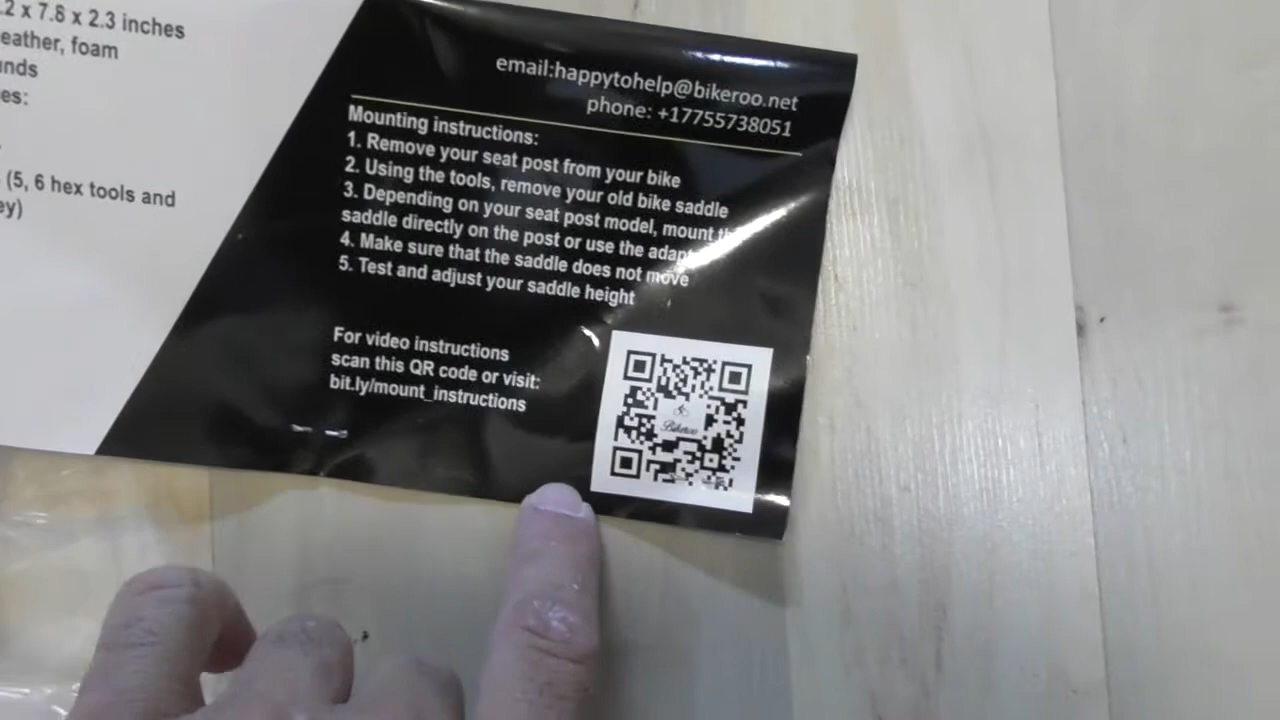 .2 x 7.8 x 2.3 inches
eather, foam
unds
es:
(5, 6 hex tools and
ey)
email:happytohelp@bikeroo.net
phone: +17755738051
Mounting instructions:
1. Remove your seat post from your bike
2. Using the tools, remove your old bike saddle
3. Depending on your seat post model, mount
saddle directly on the post or use the adap
4. Make sure that the saddle does not move
5. Test and adjust your saddle height
For video instructions
scan this QR code or visit:
bit.ly/mount_instructions
Bikeroo